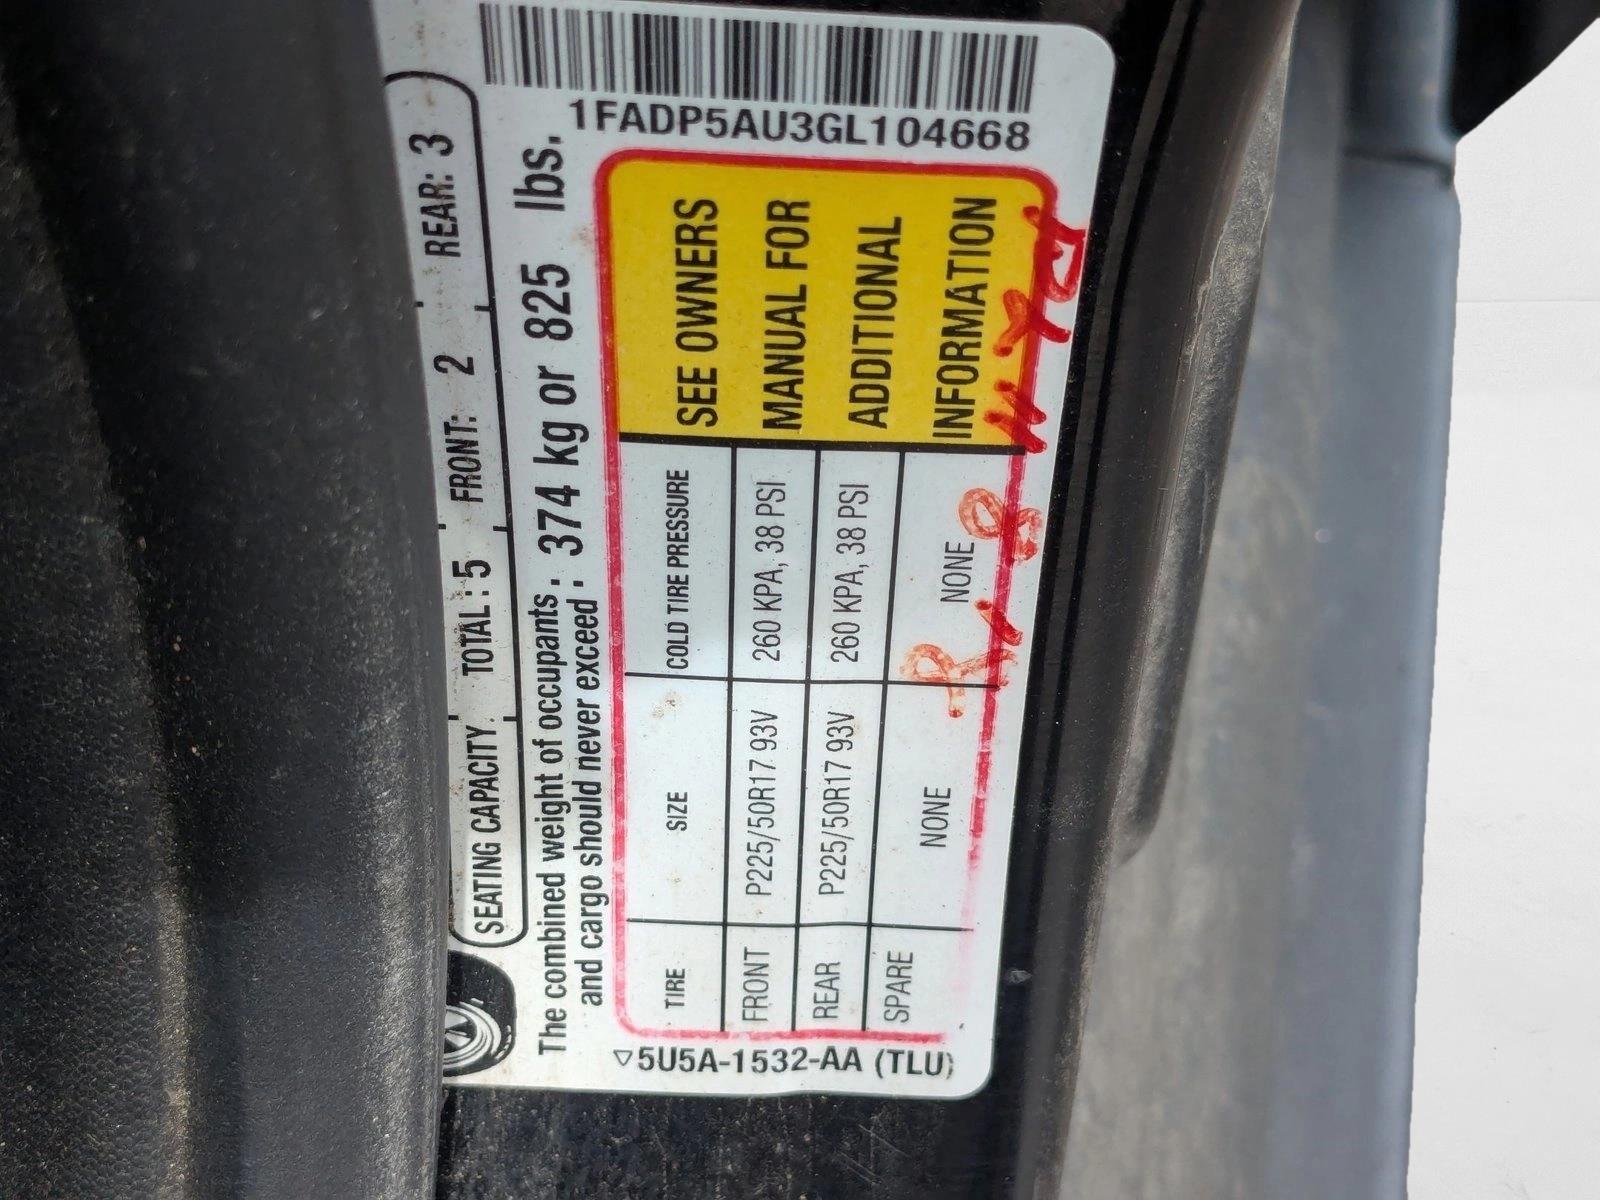 1FADP5AU3GL104668
SEATING CAPACITY TOTAL : 5 FRONT: 2 REAR: 3
The combined weight of occupants : 374 kg or 825 lbs.
and cargo should never exceed :
TIRE SIZE COLD TIRE PRESSURE
FRONT P225/50R17 93V 260 KPA, 38 PSI
REAR P225/50R17 93V 260 KPA, 38 PSI
SPARE NONE NONE
SEE OWNERS
MANUAL FOR
ADDITIONAL
INFORMATION
5U5A-1532-AA (TLU)